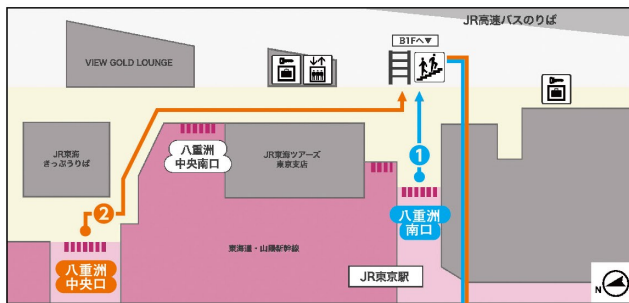 JR高速バスのりば
B1Fへ▼
VIEW GOLD LOUNGE
JR東海
きっぷうりば
八重洲
中央南口
JR東海ツアーズ
東京支店
1
2
八重洲
南口
東海道・山陽新幹線
八重洲
中央口
JR東京駅
N